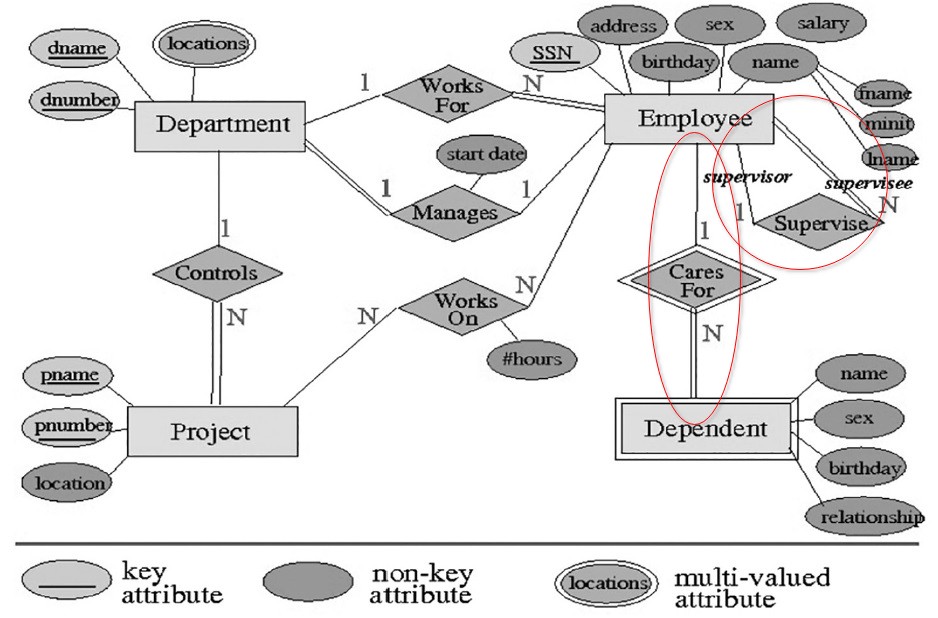 address
sex
salary
dname
locations
SSN
birthday
name
fname
minit
lname
dnumber
1
Works
For
N
Department
Employee
start date
supervisor
supervisee
1
Manages
1
1
Supervise
N
1
1
Controls
Cares
For
N
Works
On
N
N
N
#hours
pname
pnumber
location
Project
Dependent
name
sex
birthday
relationship
key
attribute
non-key
attribute
locations
multi-valued
attribute